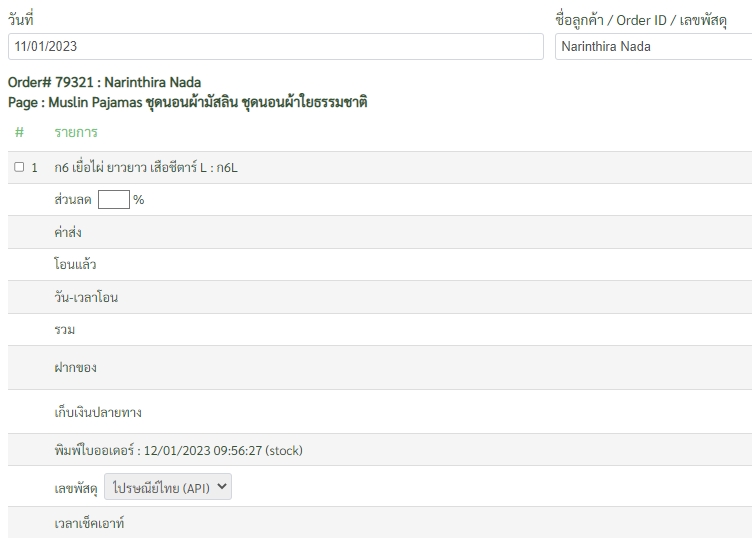 วันที่
ชื่อลูกค้า / Order ID / เลขพัสดุ
11/01/2023
Narinthira Nada
Order# 79321 : Narinthira Nada
Page : Muslin Pajamas ชุดนอนผ้ามัสลิน ชุดนอนผ้าใยธรรมชาติ
# รายการ
1 ก6 เยื่อไผ่ ยาวยาว เสือชีตาร์ L : ก6L
ส่วนลด %
ค่าส่ง
โอนแล้ว
วัน-เวลาโอน
รวม
ฝากของ
เก็บเงินปลายทาง
พิมพ์ใบออเดอร์ : 12/01/2023 09:56:27 (stock)
เลขพัสดุ ไปรษณีย์ไทย (API)
เวลาเช็คเอาท์